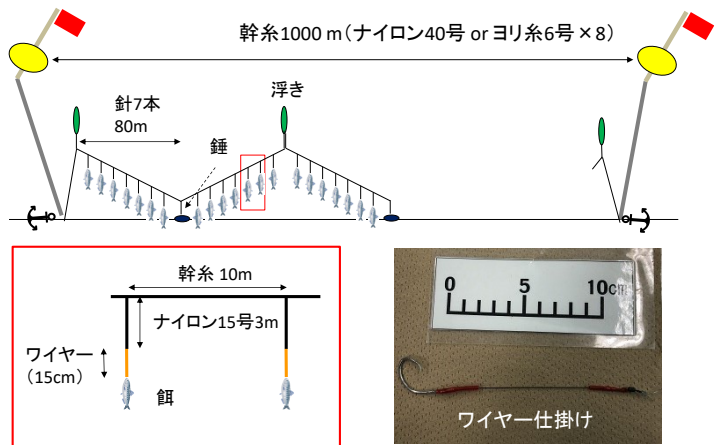 幹糸1000 m(ナイロン40号 or ヨリ糸6号×8)
針7本
80m
浮き
錘
幹糸 10m
ナイロン15号3m
ワイヤー
(15cm)
餌
0 5 10cm
ワイヤー仕掛け